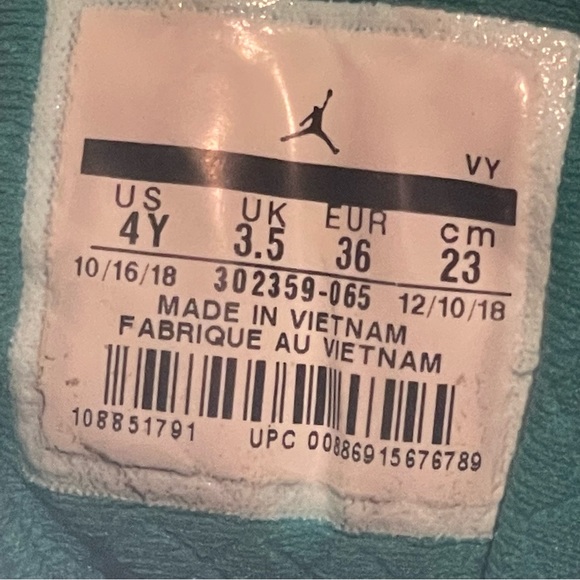 VY
US UK EUR cm
4Y 3.5 36 23
10/16/18 302359-065 12/10/18
MADE IN VIETNAM
FABRIQUE AU VIETNAM
108851791 UPC 00886915676789